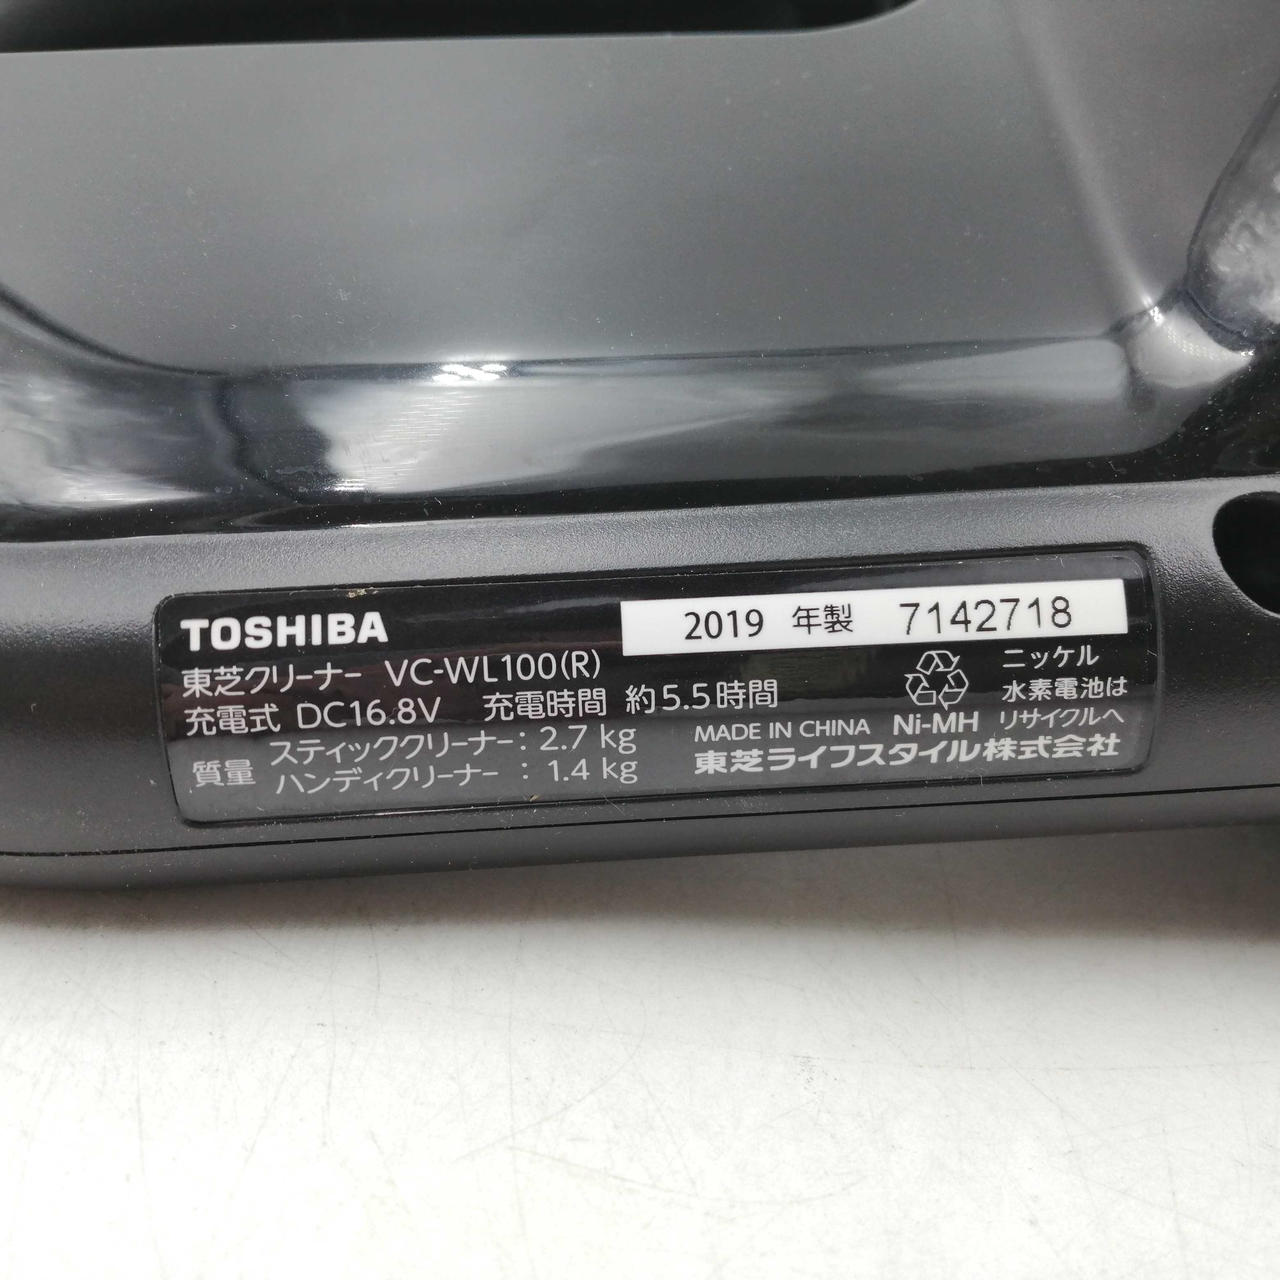 TOSHIBA
2019 年製 7142718
東芝クリーナー VC-WL100(R)
充電式 DC16.8V 充電時間 約5.5時間
質量
スティッククリーナー: 2.7 kg
ハンディクリーナー : 1.4 kg
MADE IN CHINA
Ni-MH
ニッケル
水素電池は
リサイクルへ
東芝ライフスタイル株式会社